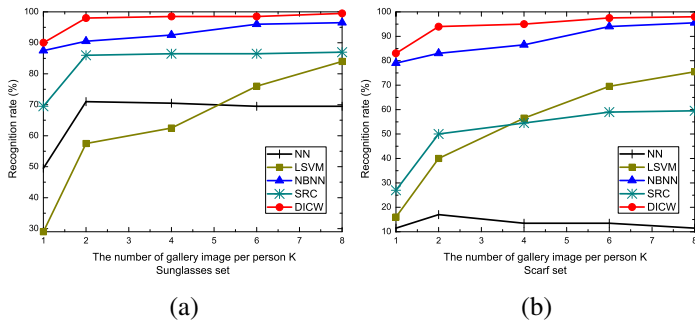 100
90
80
70
60
50
40
30
Recognition rate (%)
1
2
4
6
8
NN
LSVM
NBNN
SRC
DICW
The number of gallery image per person K
Sunglasses set
(a)
100
90
80
70
60
50
40
30
20
10
Recognition rate (%)
1
2
4
6
8
NN
LSVM
NBNN
SRC
DICW
The number of gallery image per person K
Scarf set
(b)